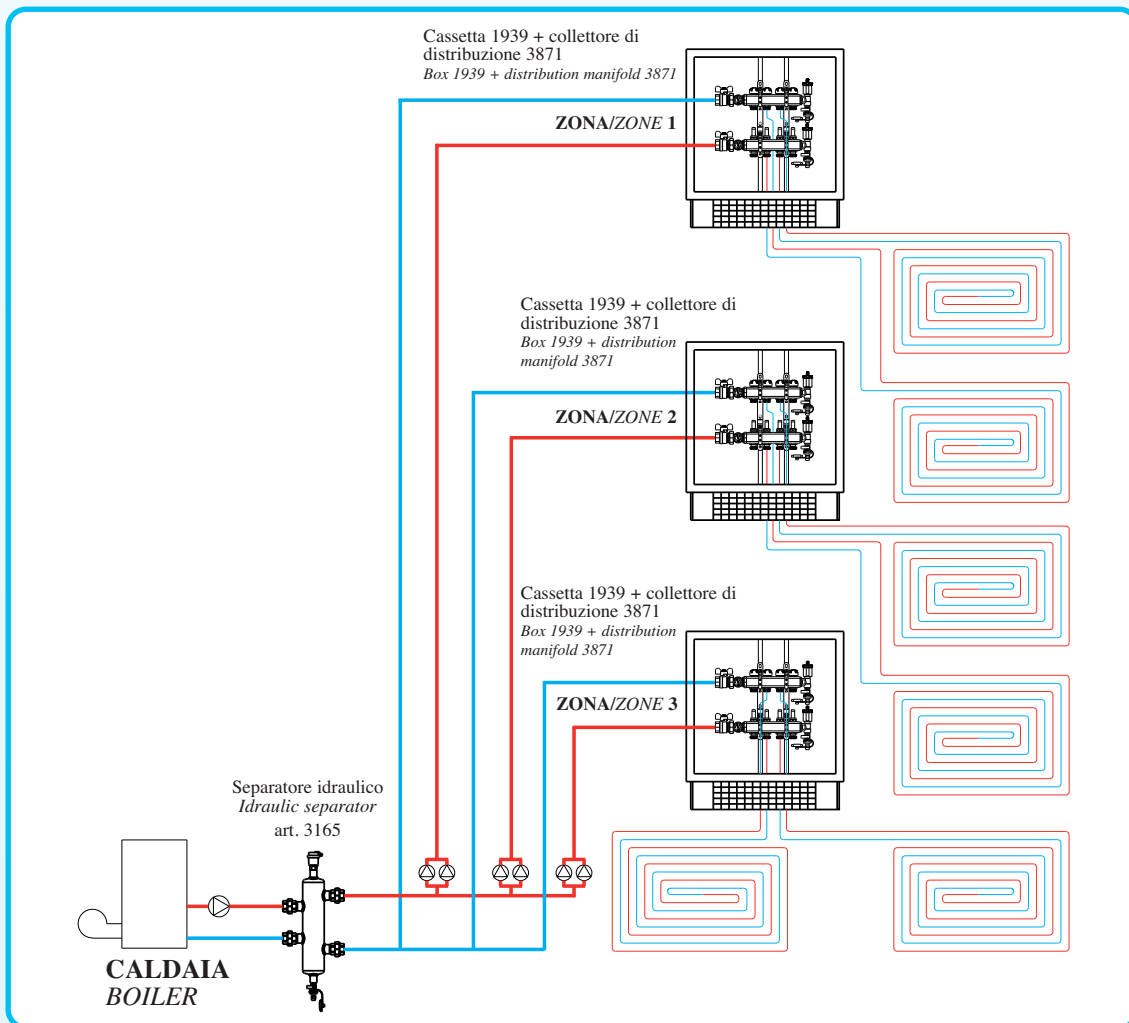 Cassetta 1939 + collettore di
distribuzione 3871
Box 1939 + distribution manifold 3871
ZONA/ZONE 1
Cassetta 1939 + collettore di
distribuzione 3871
Box 1939 + distribution
manifold 3871
ZONA/ZONE 2
Cassetta 1939 + collettore di
distribuzione 3871
Box 1939 + distribution
manifold 3871
ZONA/ZONE 3
Separatore idraulico
Idraulic separator
art. 3165
CALDAIA
BOILER